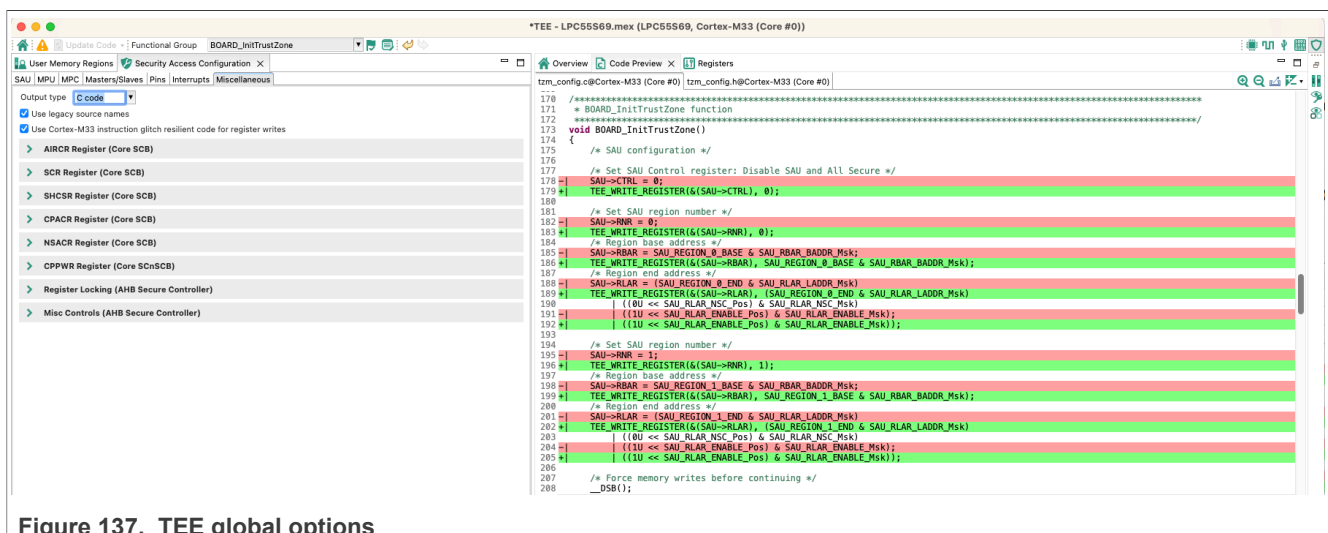 *TEE - LPC55S69.mex (LPC55S69, Cortex-M33 (Core #0))
Update Code Functional Group BOARD_InitTrustZone
User Memory Regions Security Access Configuration
SAU MPU MPC Masters/Slaves Pins Interrupts Miscellaneous
Output type C code
Use legacy source names
Use Cortex-M33 instruction glitch resilient code for register writes
AIRCR Register (Core SCB)
SCR Register (Core SCB)
SHCSR Register (Core SCB)
CPACR Register (Core SCB)
NSACR Register (Core SCB)
CPPWR Register (Core SCnSCB)
Register Locking (AHB Secure Controller)
Misc Controls (AHB Secure Controller)
Overview Code Preview Registers
tzm_config.c@Cortex-M33 (Core #0) tzm_config.h@Cortex-M33 (Core #0)
170 /***********************************************************************************************************************
171 * BOARD_InitTrustZone function
172 **********************************************************************************************************************/
173 void BOARD_InitTrustZone()
174 {
175 /* SAU configuration */
176
177 /* Set SAU Control register: Disable SAU and All Secure */
178 -| SAU->CTRL = 0;
179 +| TEE_WRITE_REGISTER(&(SAU->CTRL), 0);
180
181 /* Set SAU region number */
182 -| SAU->RNR = 0;
183 +| TEE_WRITE_REGISTER(&(SAU->RNR), 0);
184 /* Region base address */
185 -| SAU->RBAR = SAU_REGION_0_BASE & SAU_RBAR_BADDR_Msk;
186 +| TEE_WRITE_REGISTER(&(SAU->RBAR), SAU_REGION_0_BASE & SAU_RBAR_BADDR_Msk);
187 /* Region end address */
188 -| SAU->RLAR = (SAU_REGION_0_END & SAU_RLAR_LADDR_Msk)
189 +| TEE_WRITE_REGISTER(&(SAU->RLAR), (SAU_REGION_0_END & SAU_RLAR_LADDR_Msk)
190 | ((0U << SAU_RLAR_NSC_Pos) & SAU_RLAR_NSC_Msk)
191 -| | ((1U << SAU_RLAR_ENABLE_Pos) & SAU_RLAR_ENABLE_Msk);
192 +| | ((1U << SAU_RLAR_ENABLE_Pos) & SAU_RLAR_ENABLE_Msk));
193
194 /* Set SAU region number */
195 -| SAU->RNR = 1;
196 +| TEE_WRITE_REGISTER(&(SAU->RNR), 1);
197 /* Region base address */
198 -| SAU->RBAR = SAU_REGION_1_BASE & SAU_RBAR_BADDR_Msk;
199 +| TEE_WRITE_REGISTER(&(SAU->RBAR), SAU_REGION_1_BASE & SAU_RBAR_BADDR_Msk);
200 /* Region end address */
201 -| SAU->RLAR = (SAU_REGION_1_END & SAU_RLAR_LADDR_Msk)
202 +| TEE_WRITE_REGISTER(&(SAU->RLAR), (SAU_REGION_1_END & SAU_RLAR_LADDR_Msk)
203 | ((0U << SAU_RLAR_NSC_Pos) & SAU_RLAR_NSC_Msk)
204 -| | ((1U << SAU_RLAR_ENABLE_Pos) & SAU_RLAR_ENABLE_Msk);
205 +| | ((1U << SAU_RLAR_ENABLE_Pos) & SAU_RLAR_ENABLE_Msk));
206
207 /* Force memory writes before continuing */
208 __DSB();
Figure 137. TEE global options